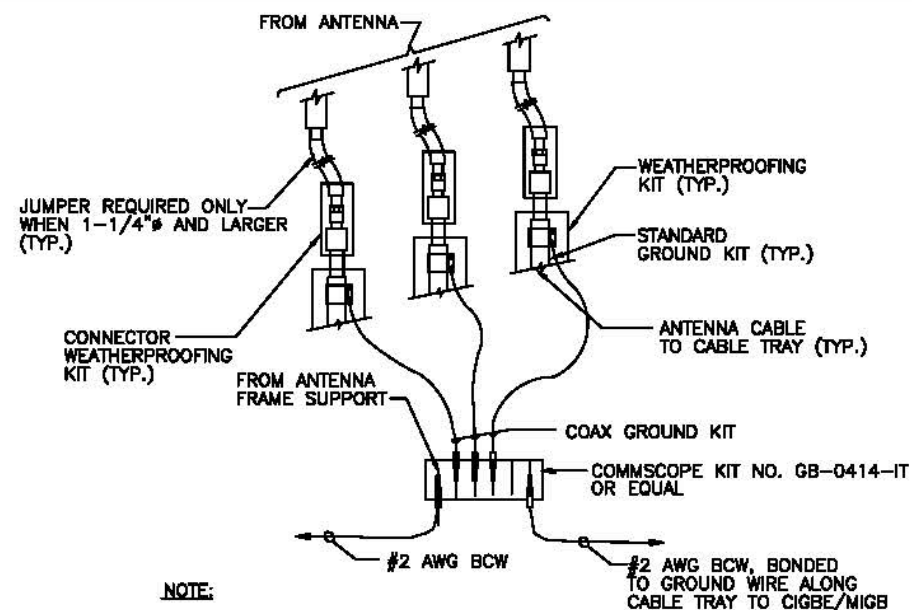 FROM ANTENNA
JUMPER REQUIRED ONLY
WHEN 1-1/4"ø AND LARGER
(TYP.)
WEATHERPROOFING
KIT (TYP.)
STANDARD
GROUND KIT (TYP.)
CONNECTOR
WEATHERPROOFING
KIT (TYP.)
ANTENNA CABLE
TO CABLE TRAY (TYP.)
FROM ANTENNA
FRAME SUPPORT
COAX GROUND KIT
COMMSCOPE KIT NO. GB-0414-IT
OR EQUAL
#2 AWG BCW
#2 AWG BCW, BONDED
TO GROUND WIRE ALONG
CABLE TRAY TO CIGBE/MIGB
NOTE: